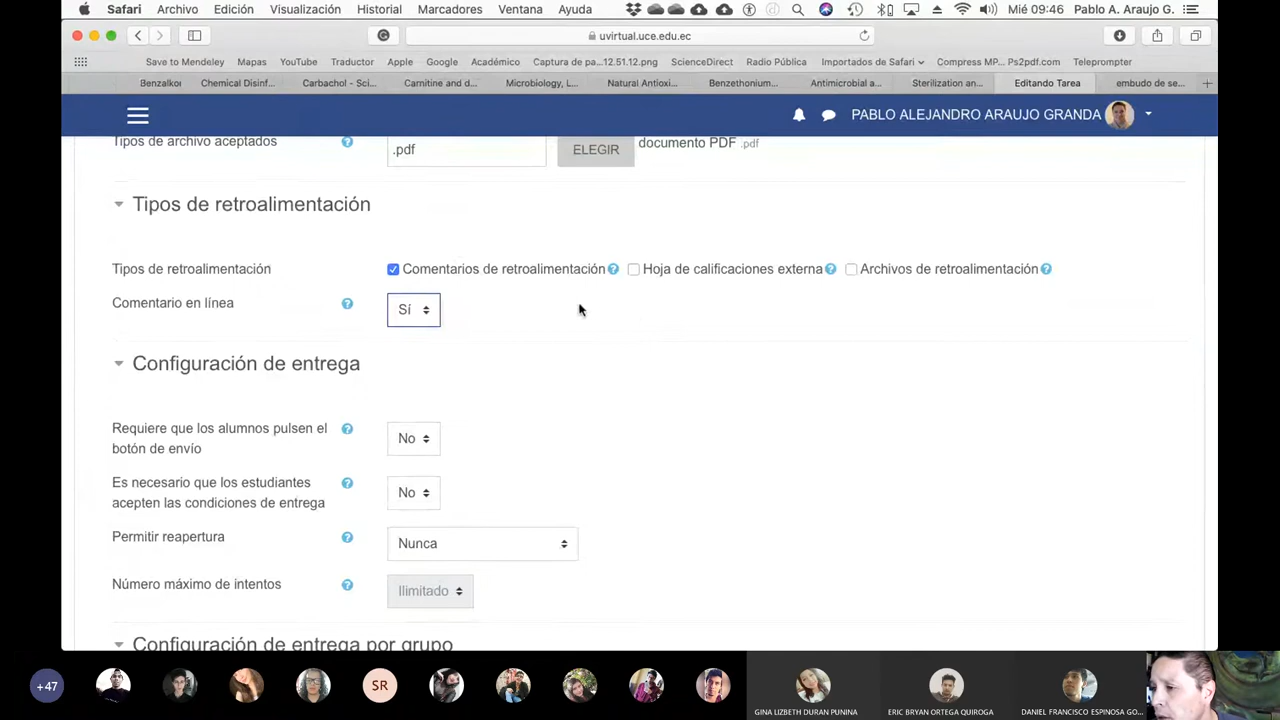 Safari Archivo Edición Visualización Historial Marcadores Ventana Ayuda Mié 09:46 Pablo A. Araujo G.
uvirtual.uce.edu.ec
Save to Mendeley Mapas YouTube Traductor Apple Google Académico Captura de pa...12.51.12.png ScienceDirect Radio Pública Importados de Safari Compress MP... Ps2pdf.com Teleprompter
Benzalkor Chemical Disinf... Carbachol - Sci... Carnitine and d... Microbiology, L... Natural Antioxi... Benzethonium... Antimicrobial a... Sterilization an... Editando Tarea embudo de se...
PABLO ALEJANDRO ARAUJO GRANDA
Tipos de archivo aceptados .pdf ELEGIR documento PDF .pdf
Tipos de retroalimentación
Tipos de retroalimentación Comentarios de retroalimentación Hoja de calificaciones externa Archivos de retroalimentación
Comentario en línea Sí
Configuración de entrega
Requiere que los alumnos pulsen el
botón de envío No
Es necesario que los estudiantes
acepten las condiciones de entrega No
Permitir reapertura Nunca
Número máximo de intentos Ilimitado
Configuración de entrega por grupo
+47 SR
GINA LIZBETH DURAN PUNINA ERIC BRYAN ORTEGA QUIROGA DANIEL FRANCISCO ESPINOSA GO...